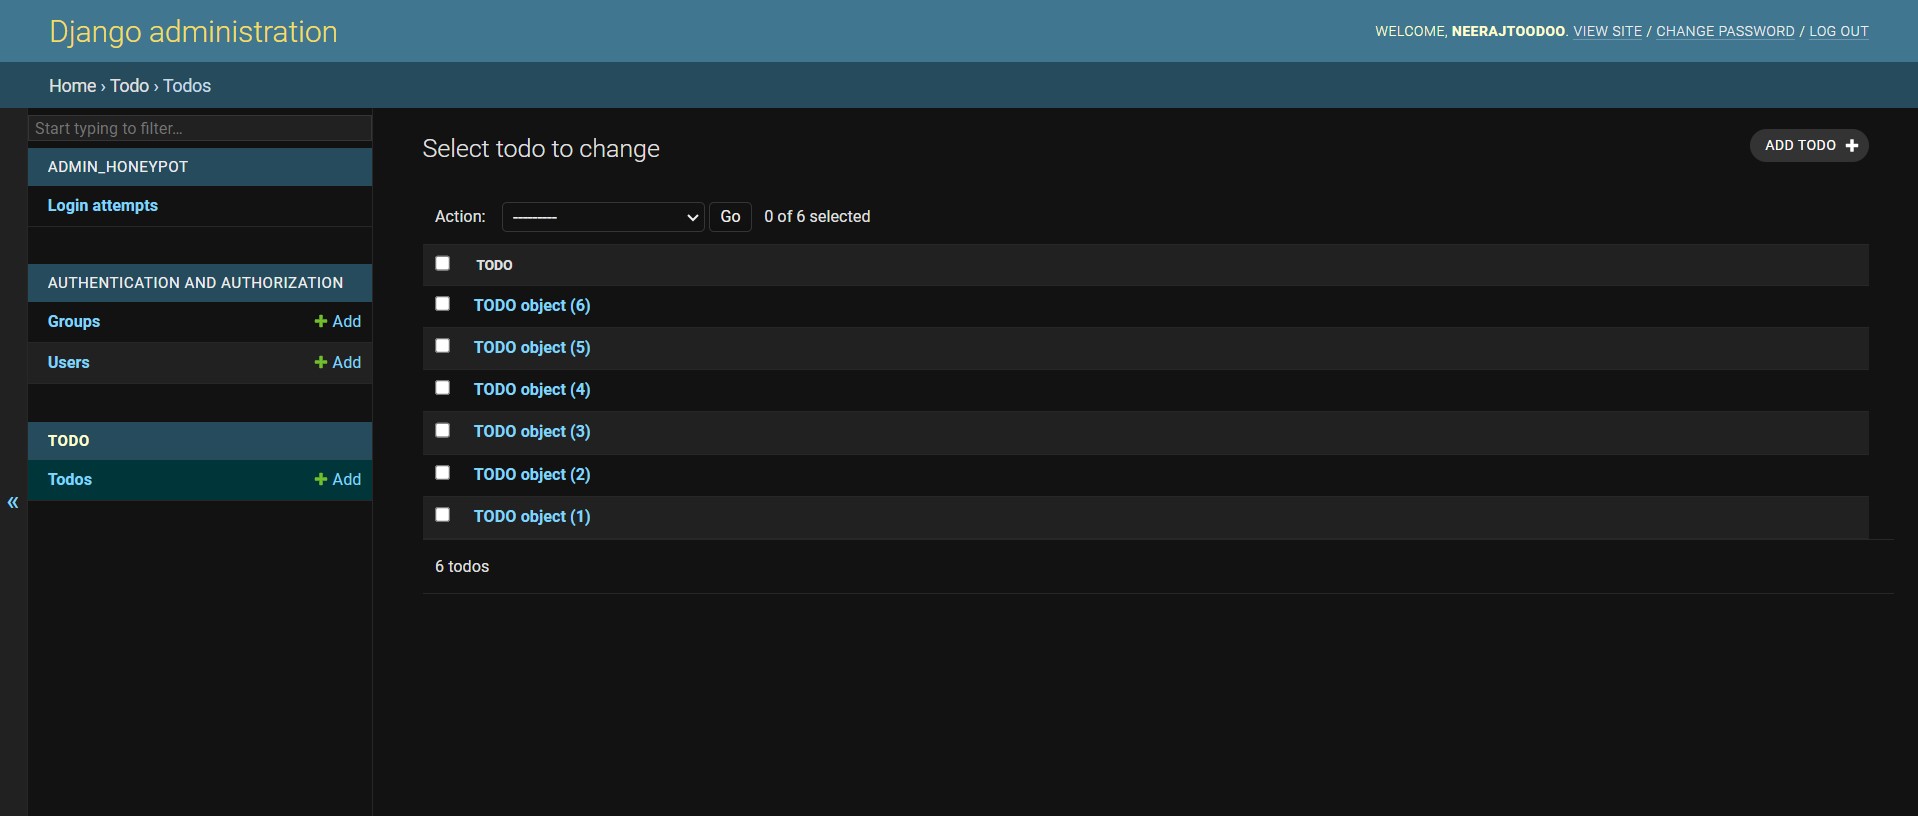 Django administration
WELCOME, NEERAJTOODOO. VIEW SITE / CHANGE PASSWORD / LOG OUT
Home › Todo › Todos
Start typing to filter...
ADMIN_HONEYPOT
Login attempts
AUTHENTICATION AND AUTHORIZATION
Groups + Add
Users + Add
TODO
Todos + Add
«
Select todo to change
ADD TODO +
Action: --------- Go 0 of 6 selected
TODO
TODO object (6)
TODO object (5)
TODO object (4)
TODO object (3)
TODO object (2)
TODO object (1)
6 todos